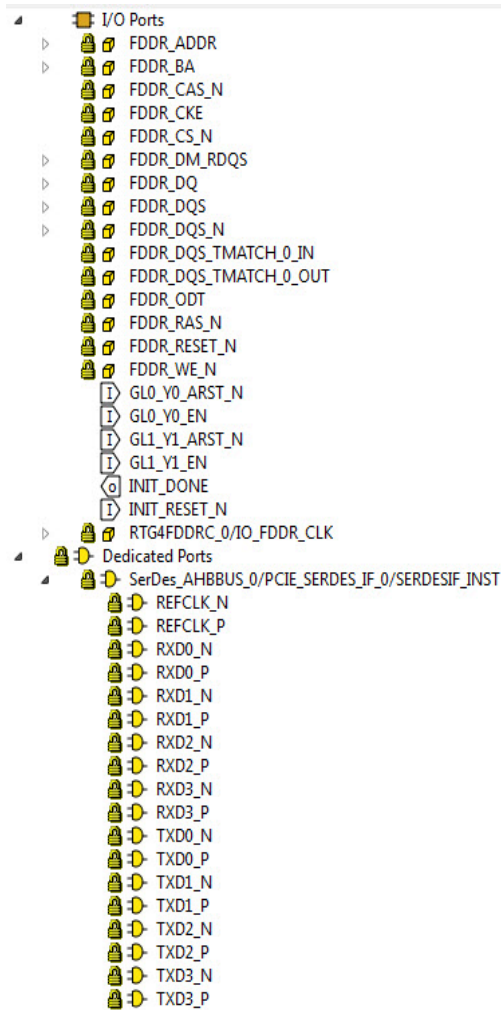 I/O Ports
FDDR_ADDR
FDDR_BA
FDDR_CAS_N
FDDR_CKE
FDDR_CS_N
FDDR_DM_RDQS
FDDR_DQ
FDDR_DQS
FDDR_DQS_N
FDDR_DQS_TMATCH_0_IN
FDDR_DQS_TMATCH_0_OUT
FDDR_ODT
FDDR_RAS_N
FDDR_RESET_N
FDDR_WE_N
I GL0_Y0_ARST_N
I GL0_Y0_EN
I GL1_Y1_ARST_N
I GL1_Y1_EN
O INIT_DONE
I INIT_RESET_N
RTG4FDDRC_0/IO_FDDR_CLK
Dedicated Ports
SerDes_AHBBUS_0/PCIE_SERDES_IF_0/SERDESIF_INST
REFCLK_N
REFCLK_P
RXD0_N
RXD0_P
RXD1_N
RXD1_P
RXD2_N
RXD2_P
RXD3_N
RXD3_P
TXD0_N
TXD0_P
TXD1_N
TXD1_P
TXD2_N
TXD2_P
TXD3_N
TXD3_P